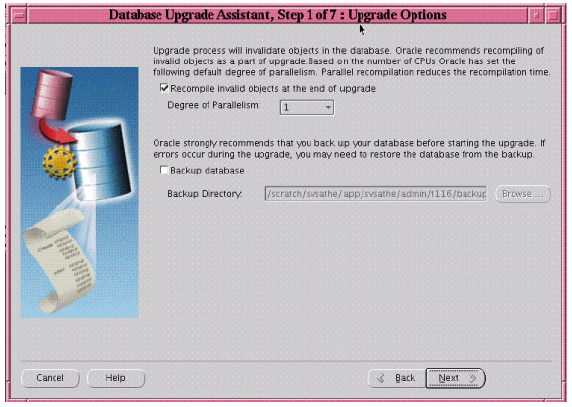 Database Upgrade Assistant, Step 1 of 7 : Upgrade Options
Upgrade process will invalidate objects in the database. Oracle recommends recompiling of
invalid objects as a part of upgrade.Based on the number of CPUs Oracle has set the
following default degree of parallelism. Parallel recompilation reduces the recompilation time.
Recompile invalid objects at the end of upgrade
Degree of Parallelism: 1
Oracle strongly recommends that you back up your database before starting the upgrade. If
errors occur during the upgrade, you may need to restore the database from the backup.
Backup database
Backup Directory: /scratch/svsathe/app/svsathe/admin/t116/backup Browse...
Cancel Help Back Next